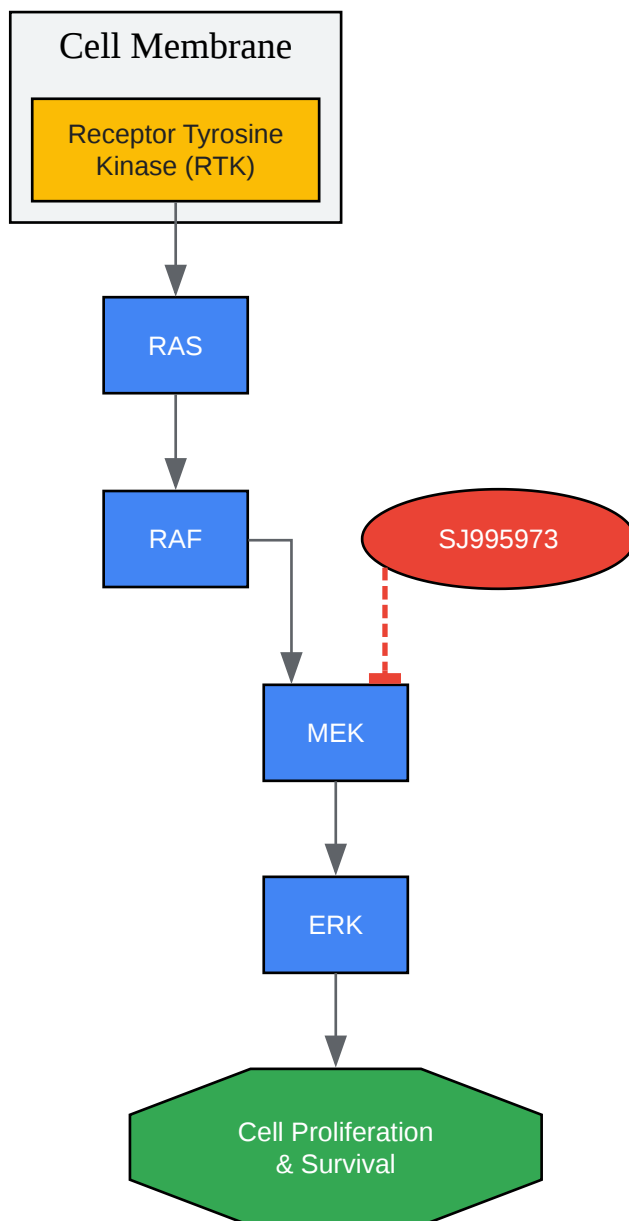 Cell Membrane
Receptor Tyrosine
Kinase (RTK)
RAS
RAF
SJ995973
MEK
ERK
Cell Proliferation
& Survival